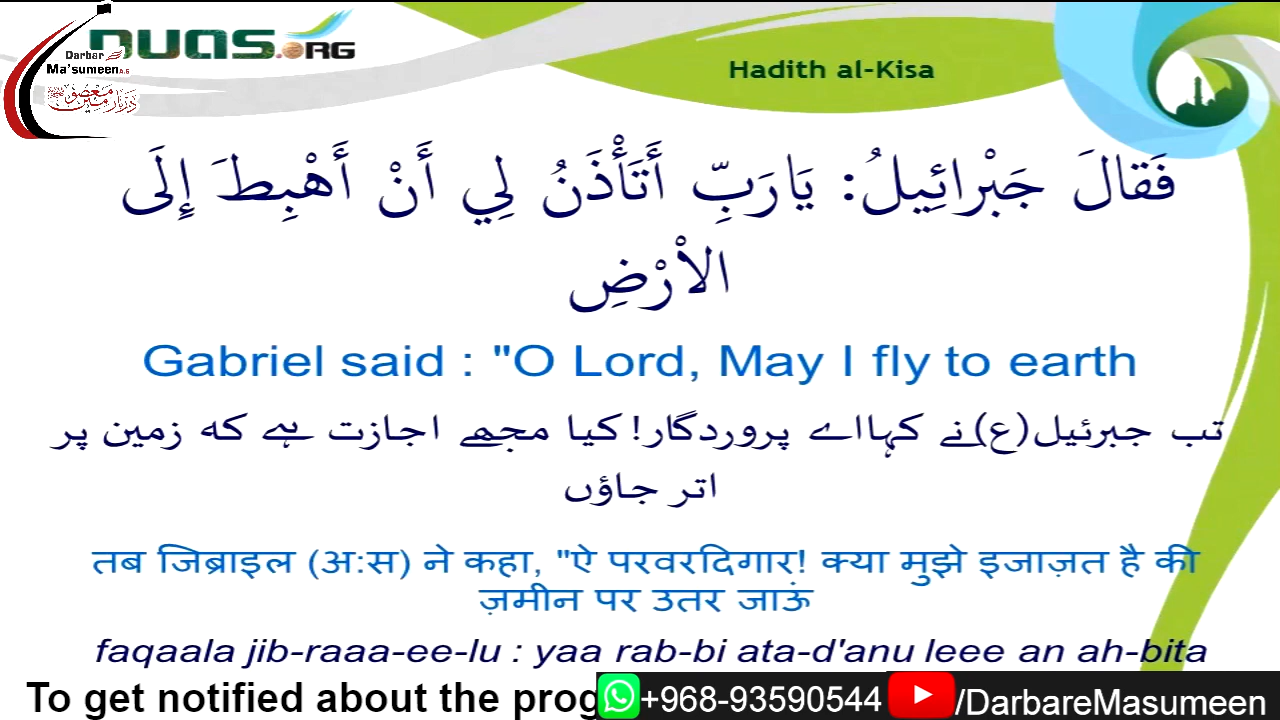 DUAS.ORG
Darbar
Ma'sumeen A.S
Hadith al-Kisa
فَقالَ جَبْرائِيلُ: يَارَبِّ أَتَأْذَنُ لِي أَنْ أَهْبِطَ إِلَى
الاْرْضِ
Gabriel said : "O Lord, May I fly to earth
تب جبرئیل(ع)نے کہااے پروردگار! کیا مجھے اجازت ہے کہ زمین پر
اتر جاؤں
तब जिब्राइल (अ:स) ने कहा, "ऐ परवरदिगार! क्या मुझे इजाज़त है की
ज़मीन पर उतर जाऊं
faqaala jib-raaa-ee-lu : yaa rab-bi ata-d'anu leee an ah-bita
To get notified about the prog
+968-93590544
/DarbareMasumeen